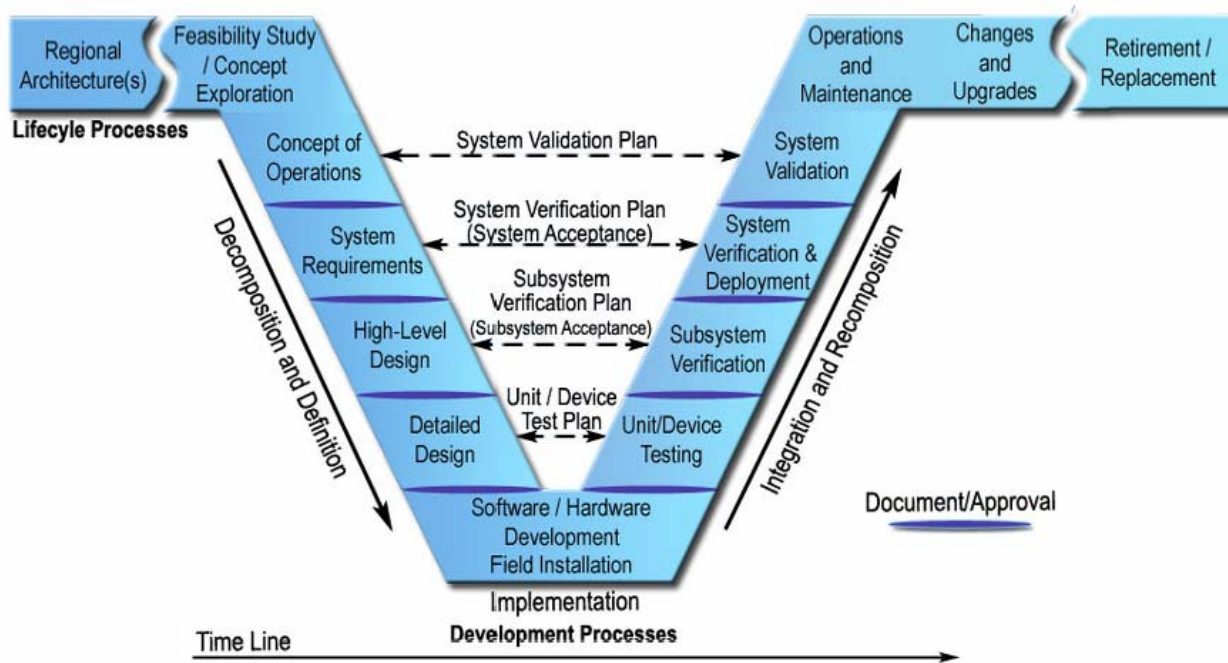 Regional
Architecture(s)
Feasibility Study
/ Concept
Exploration
Operations
and
Maintenance
Changes
and
Upgrades
Retirement /
Replacement
Lifecyle Processes
Concept of
Operations
System Validation Plan
System
Validation
System
Requirements
System Verification Plan
(System Acceptance)
System
Verification &
Deployment
High-Level
Design
Subsystem
Verification Plan
(Subsystem Acceptance)
Subsystem
Verification
Detailed
Design
Unit / Device
Test Plan
Unit/Device
Testing
Decomposition and Definition
Integration and Recomposition
Software / Hardware
Development
Field Installation
Document/Approval
Implementation
Development Processes
Time Line